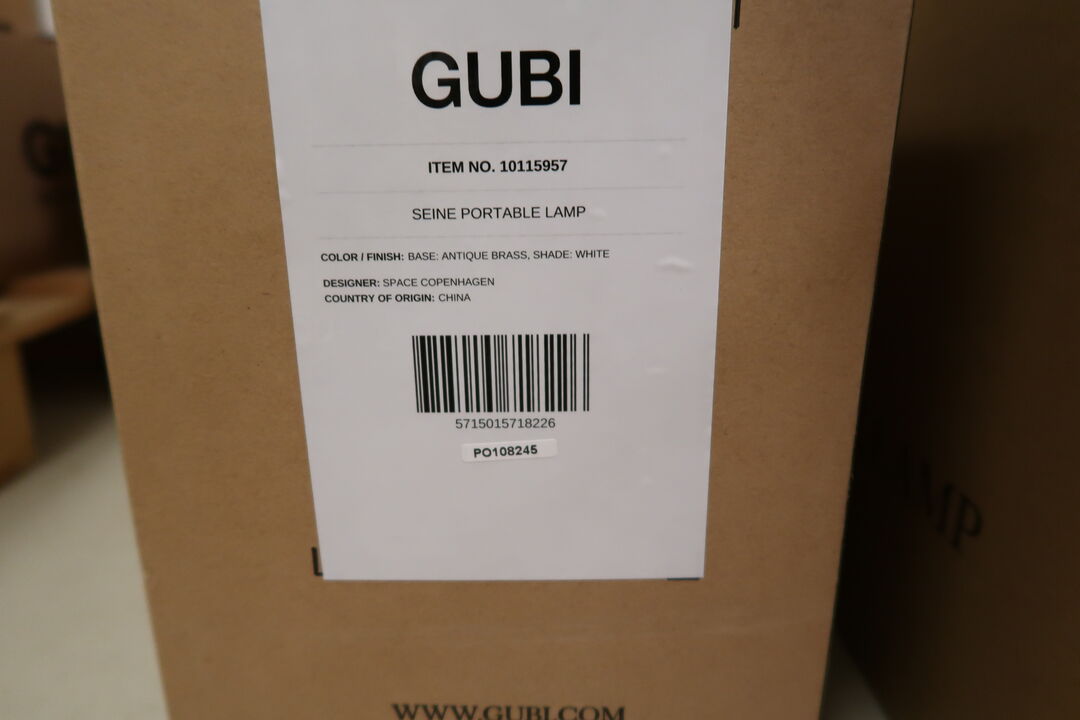 GUBI
ITEM NO. 10115957
SEINE PORTABLE LAMP
COLOR / FINISH: BASE: ANTIQUE BRASS, SHADE: WHITE
DESIGNER: SPACE COPENHAGEN
COUNTRY OF ORIGIN: CHINA
5715015718226
PO108245
WWW.GUBI.COM